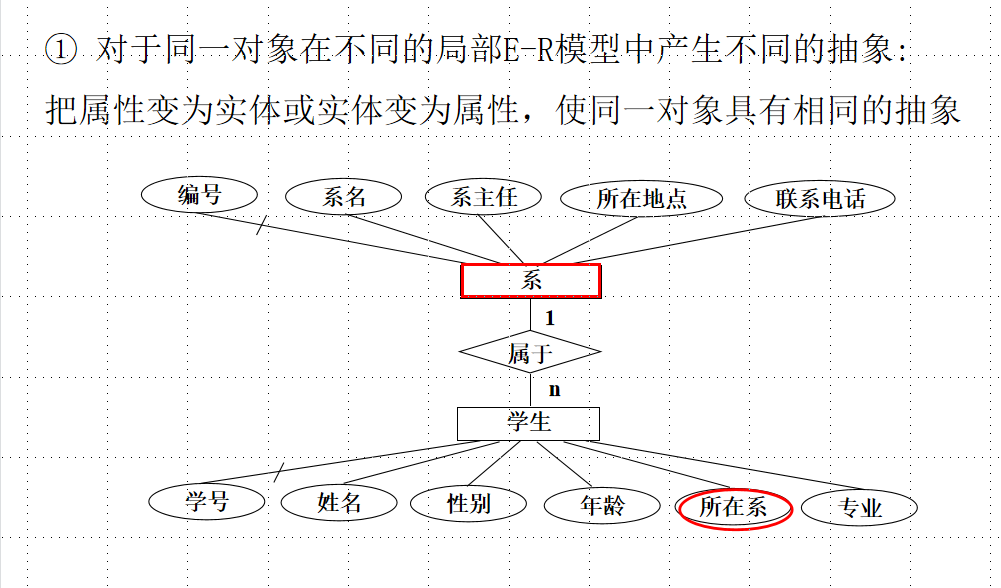 ① 对于同一对象在不同的局部E-R模型中产生不同的抽象:
把属性变为实体或实体变为属性，使同一对象具有相同的抽象
编号 系名 系主任 所在地点 联系电话
系
1
属于
n
学生
学号 姓名 性别 年龄 所在系 专业